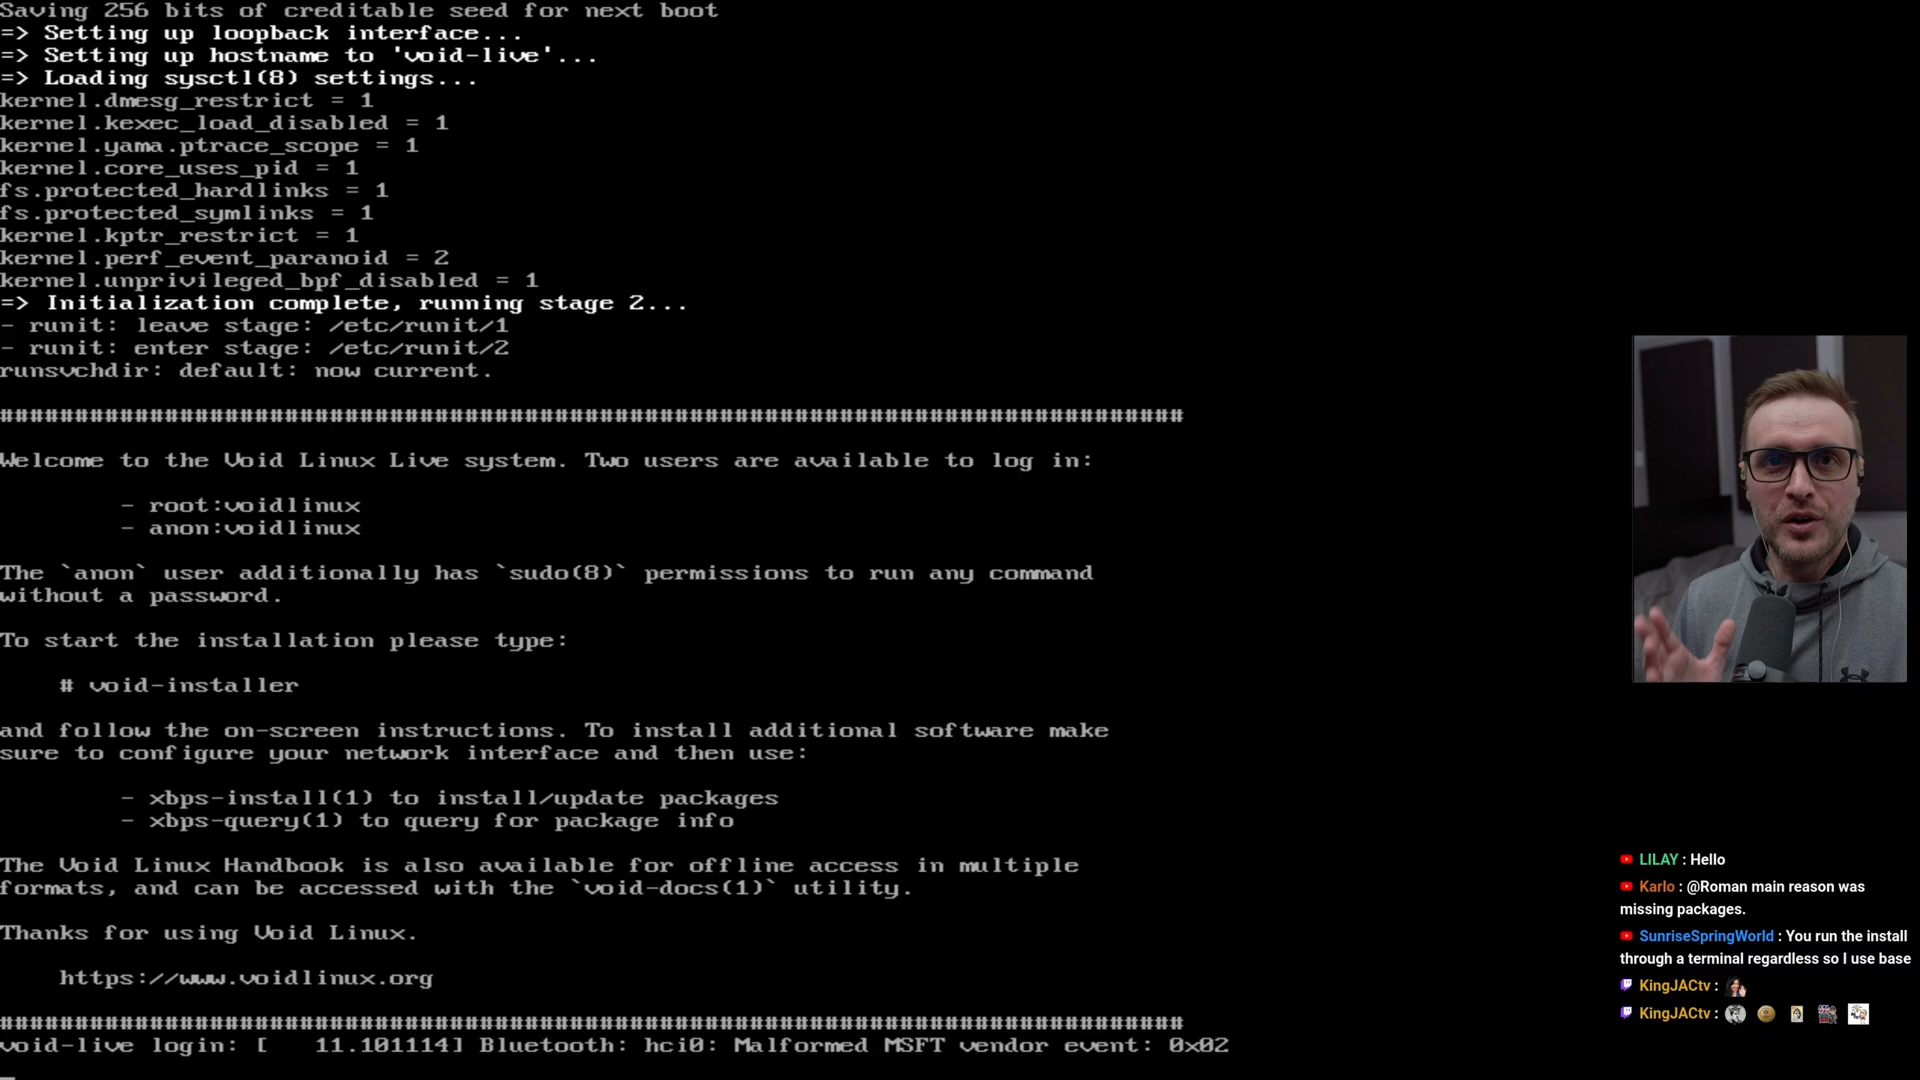 Saving 256 bits of creditable seed for next boot
=> Setting up loopback interface...
=> Setting up hostname to 'void-live'...
=> Loading sysctl(8) settings...
kernel.dmesg_restrict = 1
kernel.kexec_load_disabled = 1
kernel.yama.ptrace_scope = 1
kernel.core_uses_pid = 1
fs.protected_hardlinks = 1
fs.protected_symlinks = 1
kernel.kptr_restrict = 1
kernel.perf_event_paranoid = 2
kernel.unprivileged_bpf_disabled = 1
=> Initialization complete, running stage 2...
- runit: leave stage: /etc/runit/1
- runit: enter stage: /etc/runit/2
runsvchdir: default: now current.
###############################################################################
Welcome to the Void Linux Live system. Two users are available to log in:
- root:voidlinux
- anon:voidlinux
The `anon` user additionally has `sudo(8)` permissions to run any command
without a password.
To start the installation please type:
# void-installer
and follow the on-screen instructions. To install additional software make
sure to configure your network interface and then use:
- xbps-install(1) to install/update packages
- xbps-query(1) to query for package info
The Void Linux Handbook is also available for offline access in multiple
formats, and can be accessed with the `void-docs(1)` utility.
Thanks for using Void Linux.
https://www.voidlinux.org
###############################################################################
void-live login: [   11.101114] Bluetooth: hci0: Malformed MSFT vendor event: 0x02
LILAY : Hello
Karlo : @Roman main reason was
missing packages.
SunriseSpringWorld : You run the install
through a terminal regardless so I use base
KingJACtv :
KingJACtv :